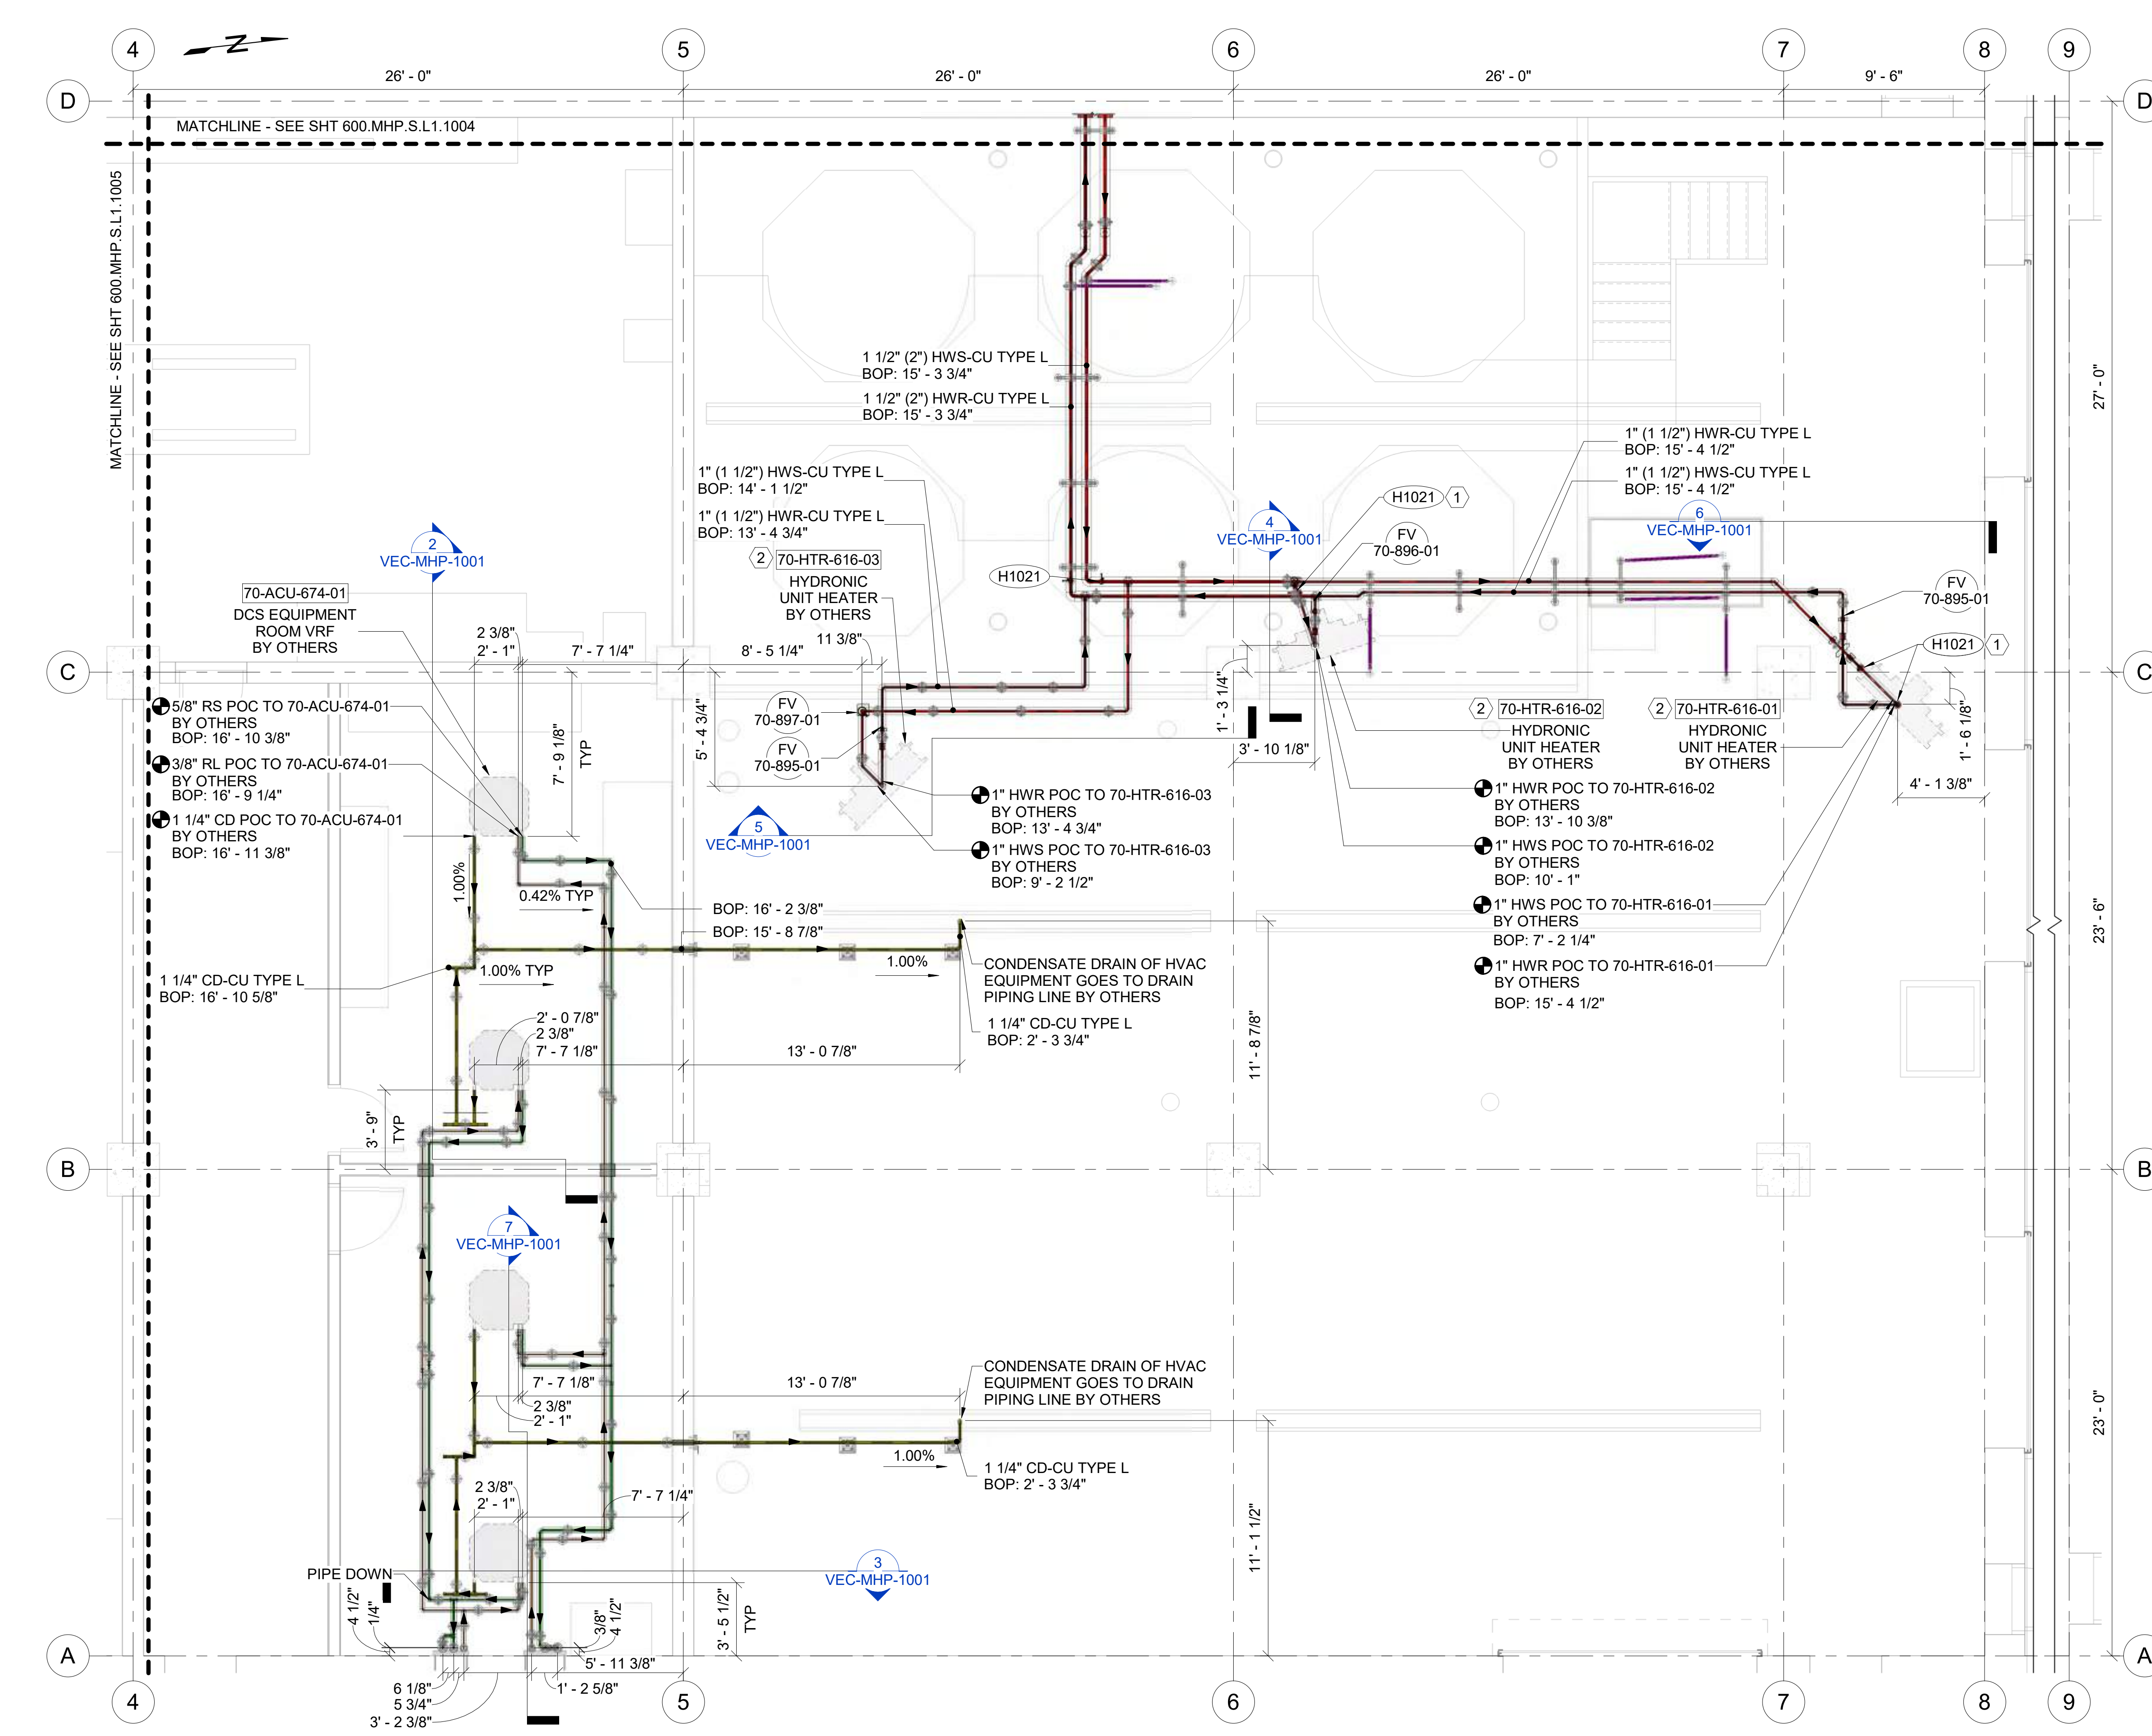 4
N
5
6
7
8
9
26' - 0"
26' - 0"
26' - 0"
9' - 6"
D
D
MATCHLINE - SEE SHT 600.MHP.S.L1.1004
MATCHLINE - SEE SHT 600.MHP.S.L1.1005
27' - 0"
1 1/2" (2") HWS-CU TYPE L
BOP: 15' - 3 3/4"
1 1/2" (2") HWR-CU TYPE L
BOP: 15' - 3 3/4"
1" (1 1/2") HWR-CU TYPE L
BOP: 15' - 4 1/2"
1" (1 1/2") HWS-CU TYPE L
BOP: 15' - 4 1/2"
1" (1 1/2") HWS-CU TYPE L
BOP: 14' - 1 1/2"
1" (1 1/2") HWR-CU TYPE L
BOP: 13' - 4 3/4"
H1021
1
4
VEC-MHP-1001
FV
70-896-01
6
VEC-MHP-1001
2
VEC-MHP-1001
2
70-HTR-616-03
HYDRONIC
UNIT HEATER
BY OTHERS
H1021
FV
70-895-01
H1021
1
70-ACU-674-01
DCS EQUIPMENT
ROOM VRF
BY OTHERS
2 3/8"
2' - 1"
7' - 7 1/4"
8' - 5 1/4"
11 3/8"
C
C
5/8" RS POC TO 70-ACU-674-01
BY OTHERS
BOP: 16' - 10 3/8"
3/8" RL POC TO 70-ACU-674-01
BY OTHERS
BOP: 16' - 9 1/4"
1 1/4" CD POC TO 70-ACU-674-01
BY OTHERS
BOP: 16' - 11 3/8"
7' - 9 1/8"
TYP
5' - 4 3/4"
FV
70-897-01
FV
70-895-01
1' - 3 1/4"
3' - 10 1/8"
2
70-HTR-616-02
HYDRONIC
UNIT HEATER
BY OTHERS
2
70-HTR-616-01
HYDRONIC
UNIT HEATER
BY OTHERS
1' - 6 1/8"
4' - 1 3/8"
5
VEC-MHP-1001
1" HWR POC TO 70-HTR-616-03
BY OTHERS
BOP: 13' - 4 3/4"
1" HWS POC TO 70-HTR-616-03
BY OTHERS
BOP: 9' - 2 1/2"
1" HWR POC TO 70-HTR-616-02
BY OTHERS
BOP: 13' - 10 3/8"
1" HWS POC TO 70-HTR-616-02
BY OTHERS
BOP: 10' - 1"
1" HWS POC TO 70-HTR-616-01
BY OTHERS
BOP: 7' - 2 1/4"
1" HWR POC TO 70-HTR-616-01
BY OTHERS
BOP: 15' - 4 1/2"
1.00%
0.42% TYP
BOP: 16' - 2 3/8"
BOP: 15' - 8 7/8"
23' - 6"
1 1/4" CD-CU TYPE L
BOP: 16' - 10 5/8"
1.00% TYP
1.00%
CONDENSATE DRAIN OF HVAC
EQUIPMENT GOES TO DRAIN
PIPING LINE BY OTHERS
1 1/4" CD-CU TYPE L
BOP: 2' - 3 3/4"
2' - 0 7/8"
2 3/8"
7' - 7 1/8"
13' - 0 7/8"
11' - 8 7/8"
3' - 9"
TYP
B
B
7
VEC-MHP-1001
7' - 7 1/8"
2 3/8"
2' - 1"
13' - 0 7/8"
CONDENSATE DRAIN OF HVAC
EQUIPMENT GOES TO DRAIN
PIPING LINE BY OTHERS
23' - 0"
1.00%
1 1/4" CD-CU TYPE L
BOP: 2' - 3 3/4"
2 3/8"
2' - 1"
7' - 7 1/4"
11' - 1 1/2"
PIPE DOWN
3
VEC-MHP-1001
4 1/2"
1/4"
3/8"
4 1/2"
3' - 5 1/2"
TYP
A
A
5' - 11 3/8"
6 1/8"
5 3/4"
3' - 2 3/8"
1' - 2 5/8"
4
5
6
7
8
9